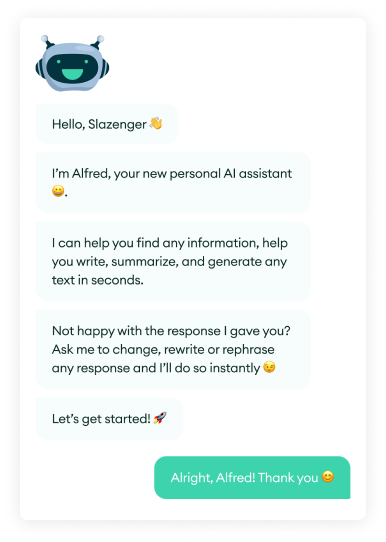 Hello, Slazenger 👋
I'm Alfred, your new personal AI assistant
😀.
I can help you find any information, help
you write, summarize, and generate any
text in seconds.
Not happy with the response I gave you?
Ask me to change, rewrite or rephrase
any response and I'll do so instantly 😉
Let's get started! 🚀
Alright, Alfred! Thank you 😊